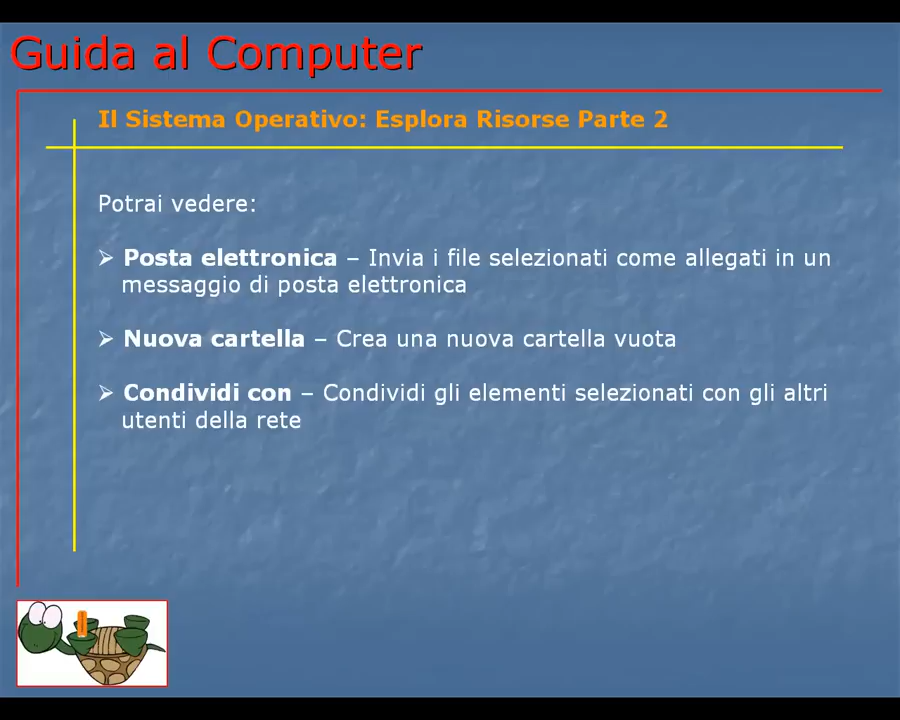 Guida al Computer
Il Sistema Operativo: Esplora Risorse Parte 2
Potrai vedere:
➢ Posta elettronica – Invia i file selezionati come allegati in un
messaggio di posta elettronica
➢ Nuova cartella – Crea una nuova cartella vuota
➢ Condividi con – Condividi gli elementi selezionati con gli altri
utenti della rete